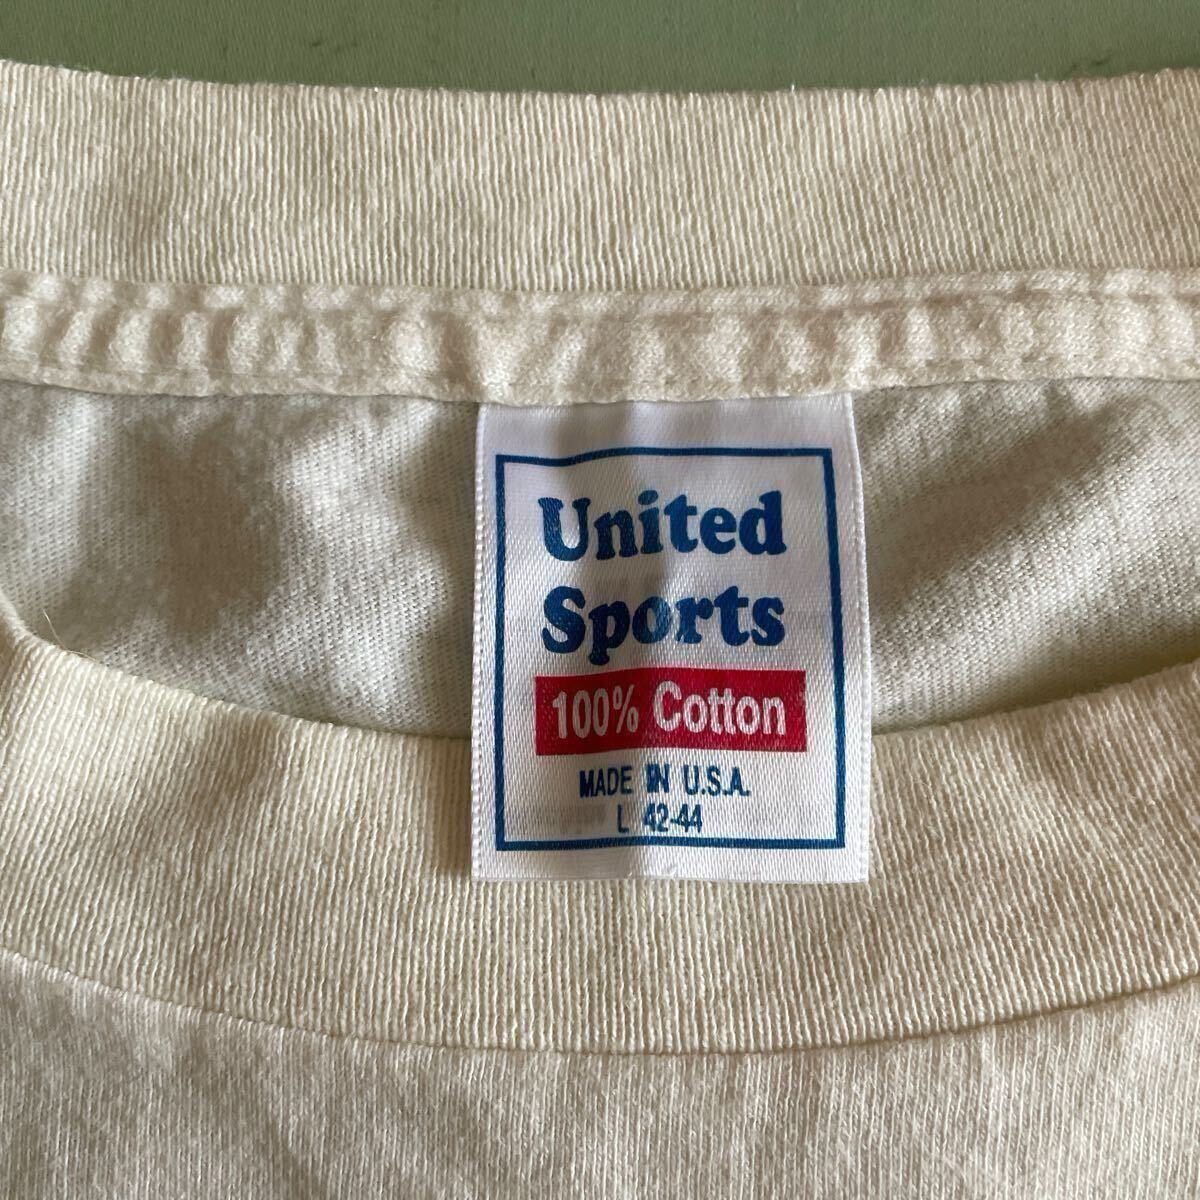 United
Sports
100% Cotton
MADE IN U.S.A.
L 42-44